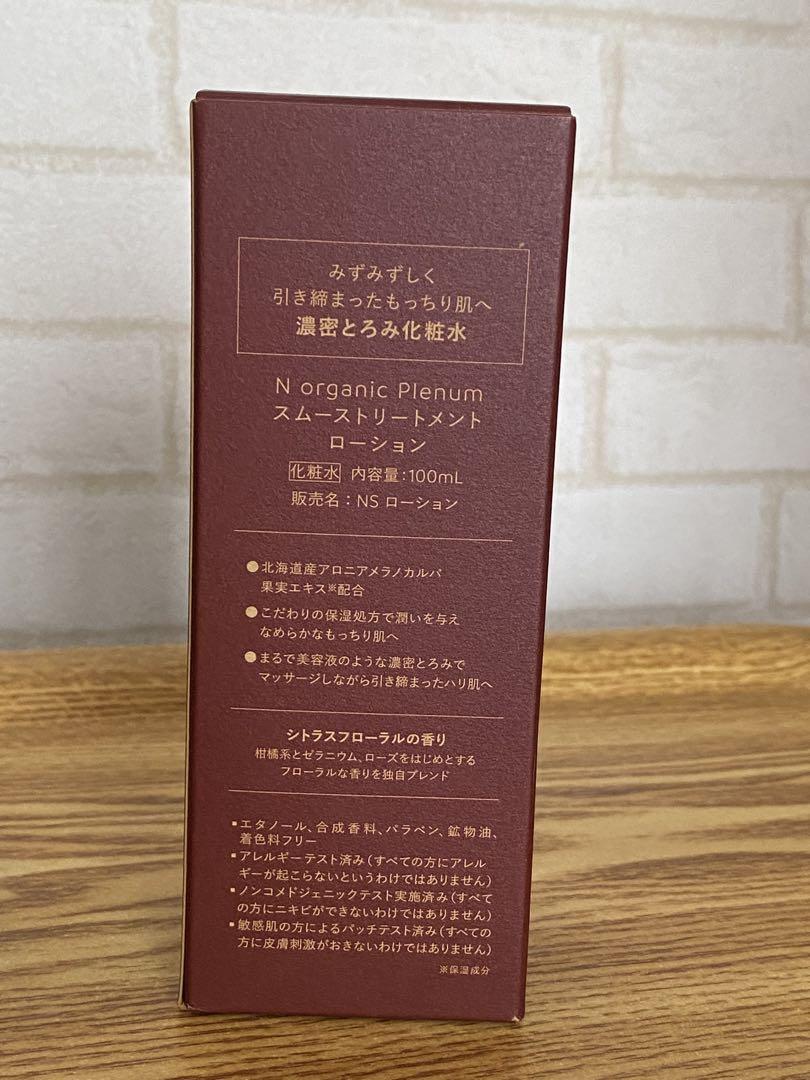 みずみずしく
引き締まったもっちり肌へ
濃密とろみ化粧水
N organic Plenum
スムーストリートメント
ローション
化粧水 内容量：100mL
販売名：NS ローション
●北海道産アロニアメラノカルパ
果実エキス※配合
●こだわりの保湿処方で潤いを与え
なめらかなもっちり肌へ
●まるで美容液のような濃密とろみで
マッサージしながら引き締まったハリ肌へ
シトラスフローラルの香り
柑橘系とゼラニウム、ローズをはじめとする
フローラルな香りを独自ブレンド
▪エタノール、合成香料、パラベン、鉱物油、
着色料フリー
▪アレルギーテスト済み（すべての方にアレル
ギーが起こらないというわけではありません）
▪ノンコメドジェニックテスト実施済み（すべて
の方にニキビができないわけではありません）
▪敏感肌の方によるパッチテスト済み（すべての
方に皮膚刺激がおきないわけではありません）
※保湿成分